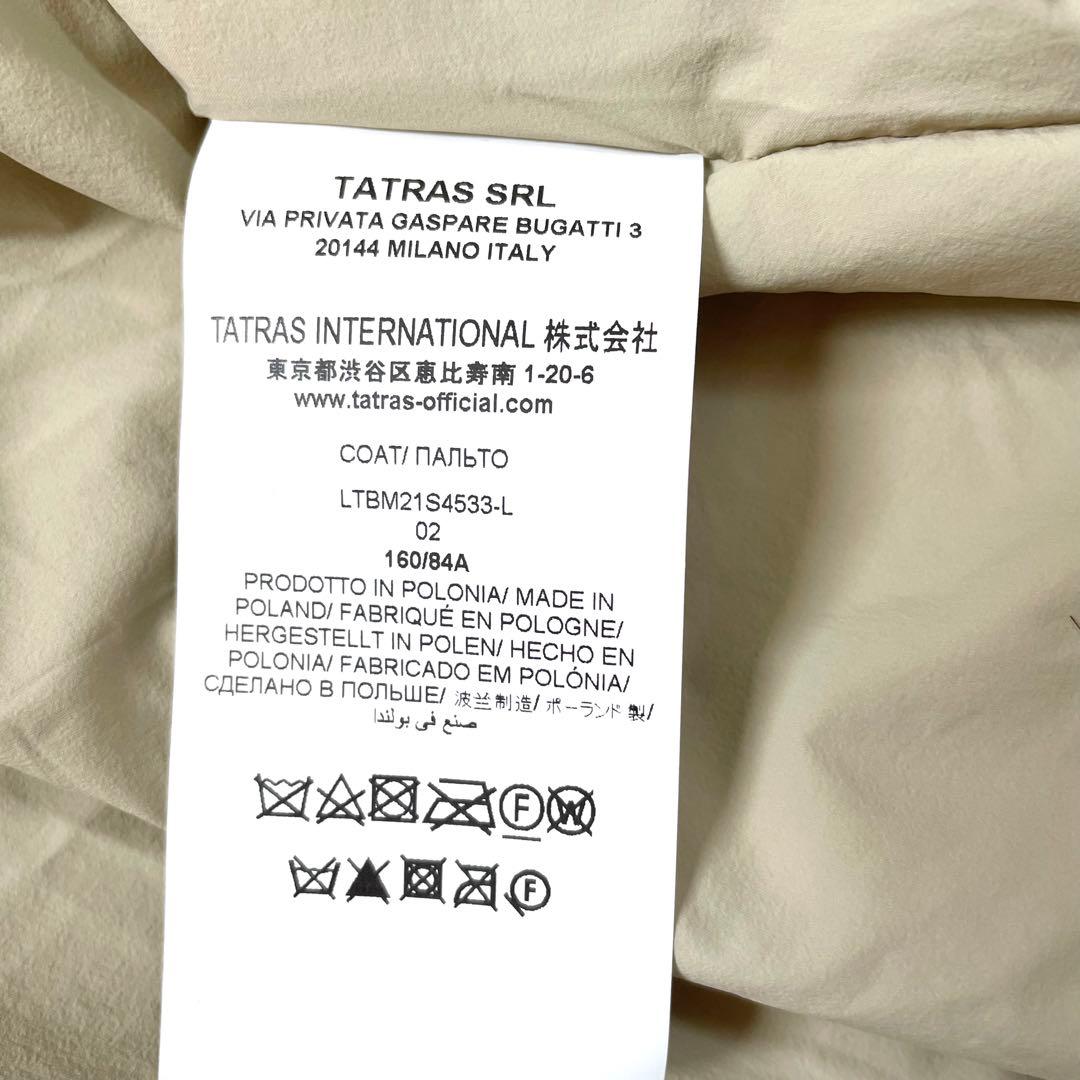 TATRAS SRL
VIA PRIVATA GASPARE BUGATTI 3
20144 MILANO ITALY
TATRAS INTERNATIONAL 株式会社
東京都渋谷区恵比寿南 1-20-6
www.tatras-official.com
COAT/ ПАЛЬТО
LTBM21S4533-L
02
160/84A
PRODOTTO IN POLONIA/ MADE IN
POLAND/ FABRIQUÉ EN POLOGNE/
HERGESTELLT IN POLEN/ HECHO EN
POLONIA/ FABRICADO EM POLÓNIA/
СДЕЛАНО В ПОЛЬШЕ/ 波兰制造/ ポーランド製/
صنع في بولندا
F W
F